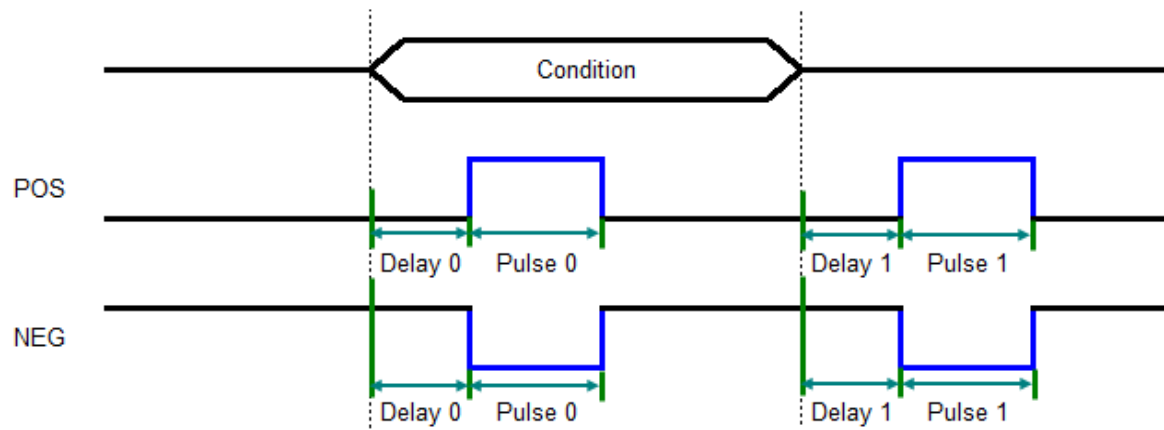 Condition
POS
Delay 0 Pulse 0 Delay 1 Pulse 1
NEG
Delay 0 Pulse 0 Delay 1 Pulse 1